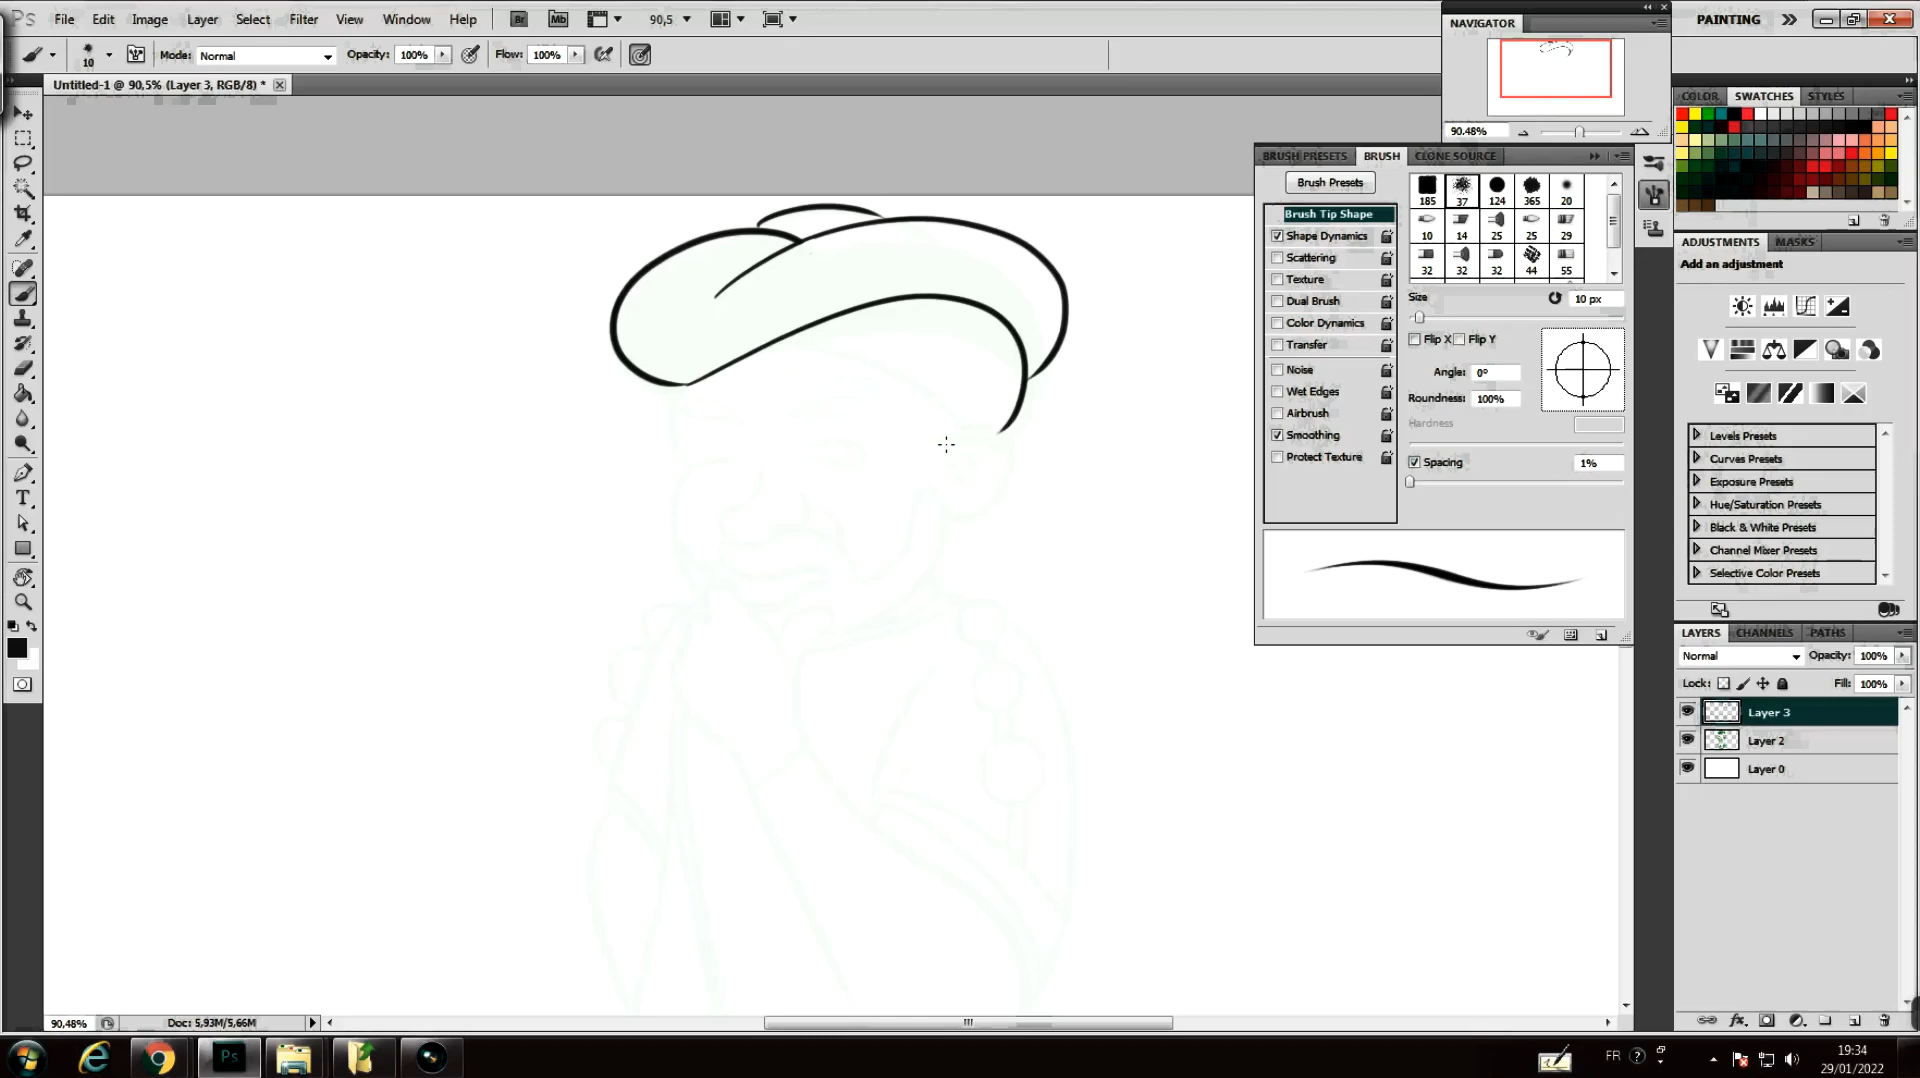 Ps File Edit Image Layer Select Filter View Window Help Br Mb 90,5 PAINTING
10 Mode: Normal Opacity: 100% Flow: 100%
Untitled-1 @ 90,5% (Layer 3, RGB/8) *
NAVIGATOR
90.48%
BRUSH PRESETS BRUSH CLONE SOURCE
Brush Presets
Brush Tip Shape
Shape Dynamics
Scattering
Texture
Dual Brush
Color Dynamics
Transfer
Noise
Wet Edges
Airbrush
Smoothing
Protect Texture
185 37 124 365 20
10 14 25 25 29
32 32 32 44 55
Size 10 px
Flip X Flip Y
Angle: 0º
Roundness: 100%
Hardness
Spacing 1%
COLOR SWATCHES STYLES
ADJUSTMENTS MASKS
Add an adjustment
Levels Presets
Curves Presets
Exposure Presets
Hue/Saturation Presets
Black & White Presets
Channel Mixer Presets
Selective Color Presets
LAYERS CHANNELS PATHS
Normal Opacity: 100%
Lock: Fill: 100%
Layer 3
Layer 2
Layer 0
fx
T
90,48% Doc: 5,93M/5,66M
Ps FR 19:34
29/01/2022